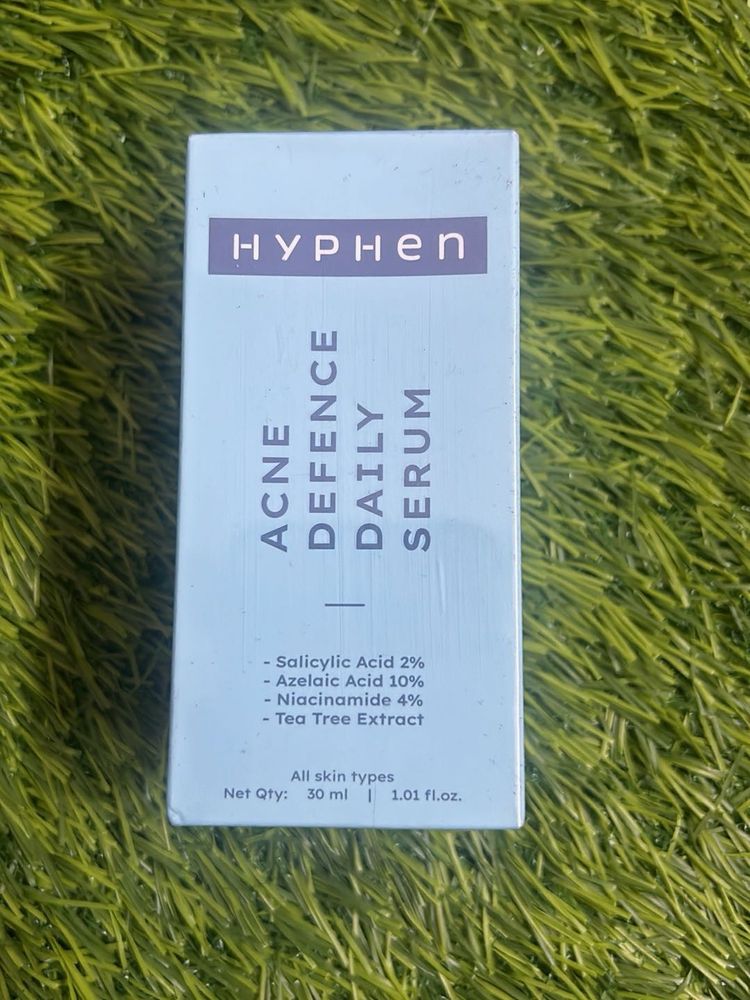 HYPHen
ACNE
DEFENCE
DAILY
SERUM
- Salicylic Acid 2%
- Azelaic Acid 10%
- Niacinamide 4%
- Tea Tree Extract
All skin types
Net Qty: 30 ml | 1.01 fl.oz.